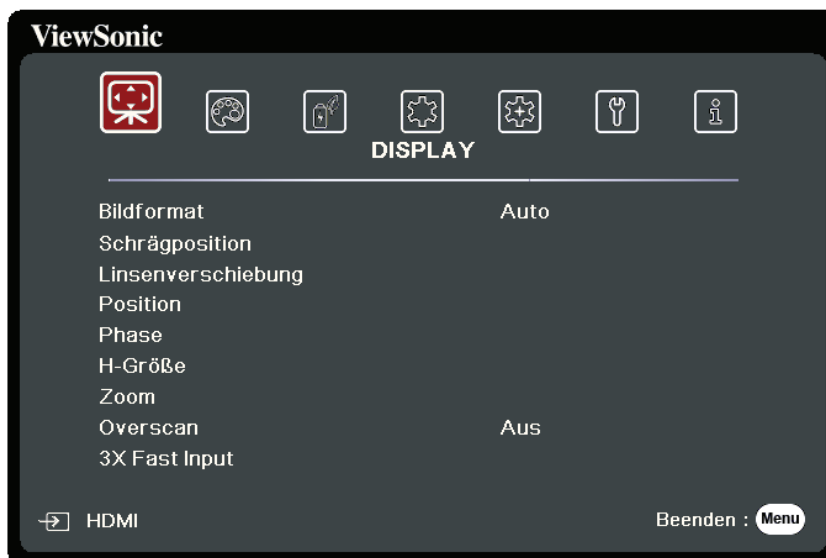 ViewSonic
DISPLAY
Bildformat Auto
Schrägposition
Linsenverschiebung
Position
Phase
H-Größe
Zoom
Overscan Aus
3X Fast Input
HDMI Beenden : Menu